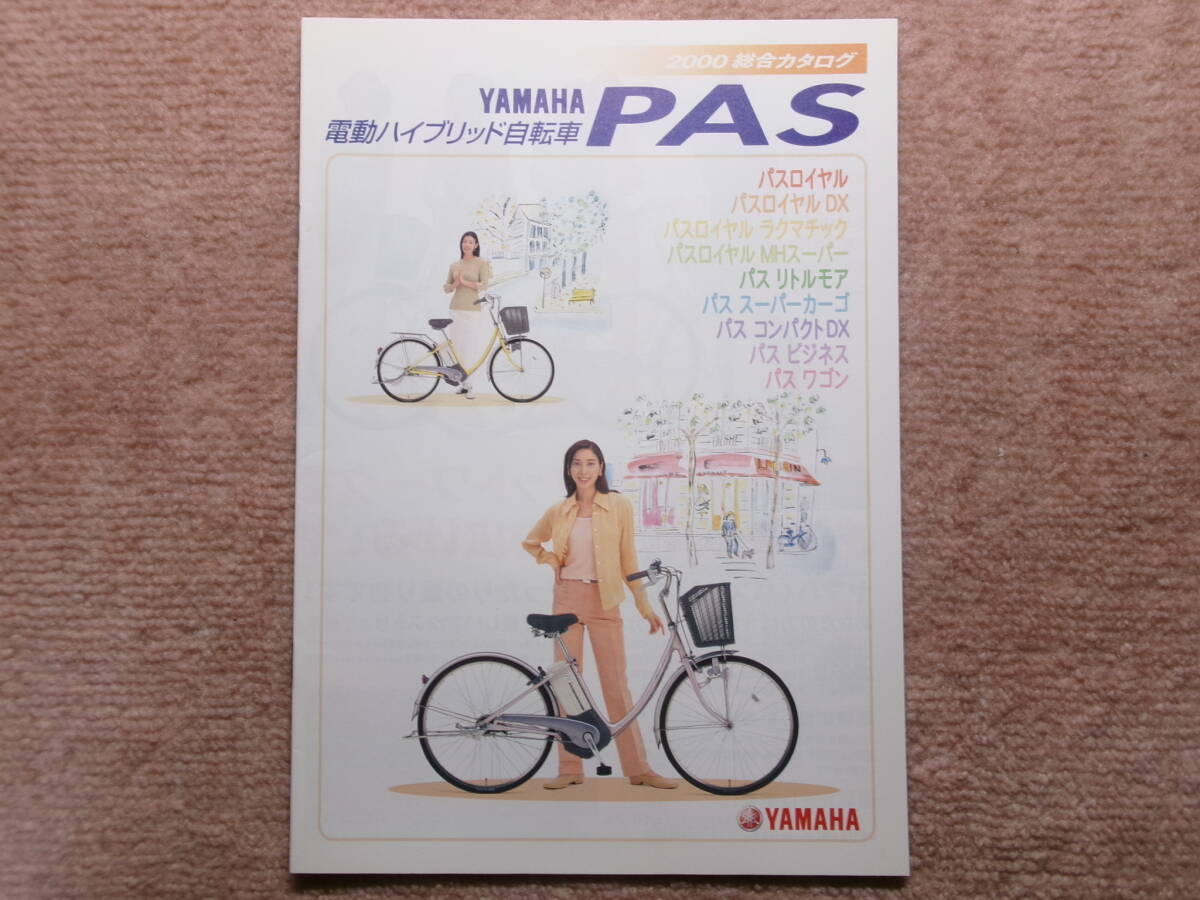 2000 総合カタログ
YAMAHA
電動ハイブリッド自転車
PAS
パスロイヤル
パスロイヤル DX
パスロイヤル ラクマチック
パスロイヤル MHスーパー
パス リトルモア
パス スーパーカーゴ
パス コンパクトDX
パス ビジネス
パス ワゴン
YAMAHA